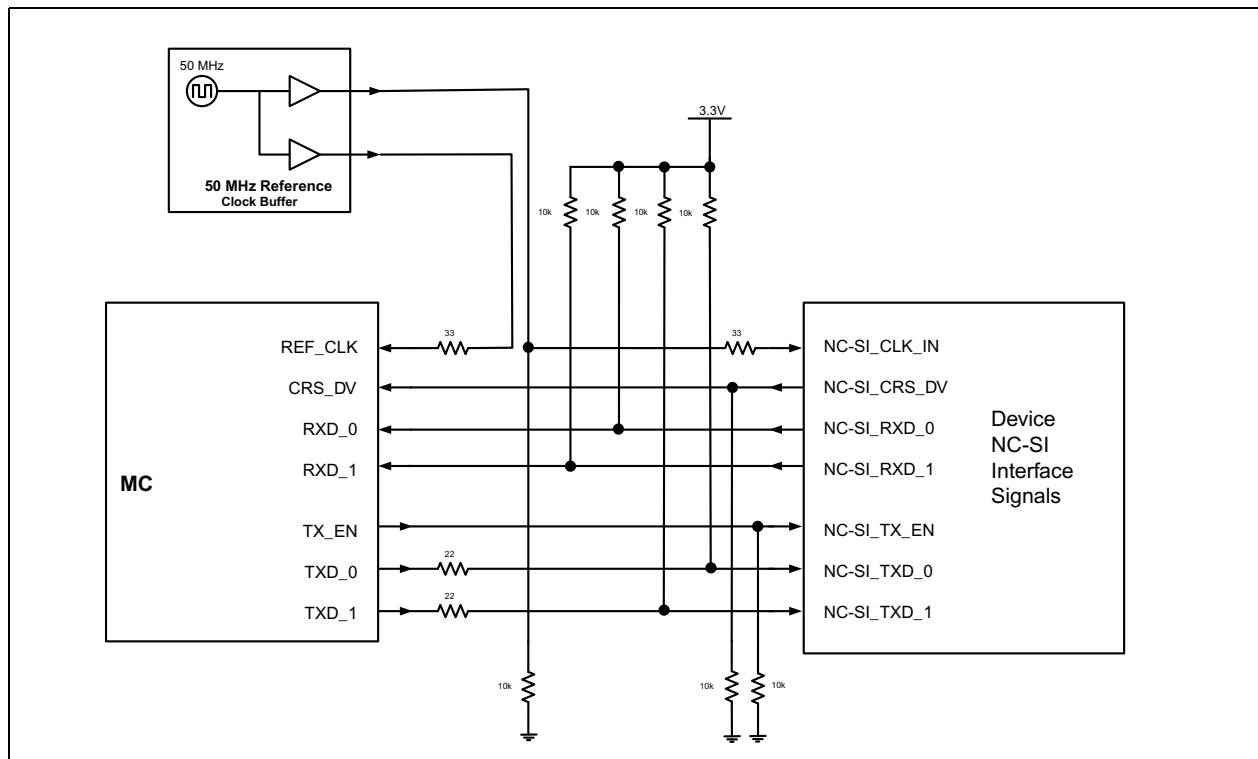 50 MHz
50 MHz Reference
Clock Buffer
3.3V
10k
10k
10k
10k
MC
REF_CLK
CRS_DV
RXD_0
RXD_1
TX_EN
TXD_0
TXD_1
33
22
22
33
NC-SI_CLK_IN
NC-SI_CRS_DV
NC-SI_RXD_0
NC-SI_RXD_1
NC-SI_TX_EN
NC-SI_TXD_0
NC-SI_TXD_1
Device
NC-SI
Interface
Signals
10k
10k
10k